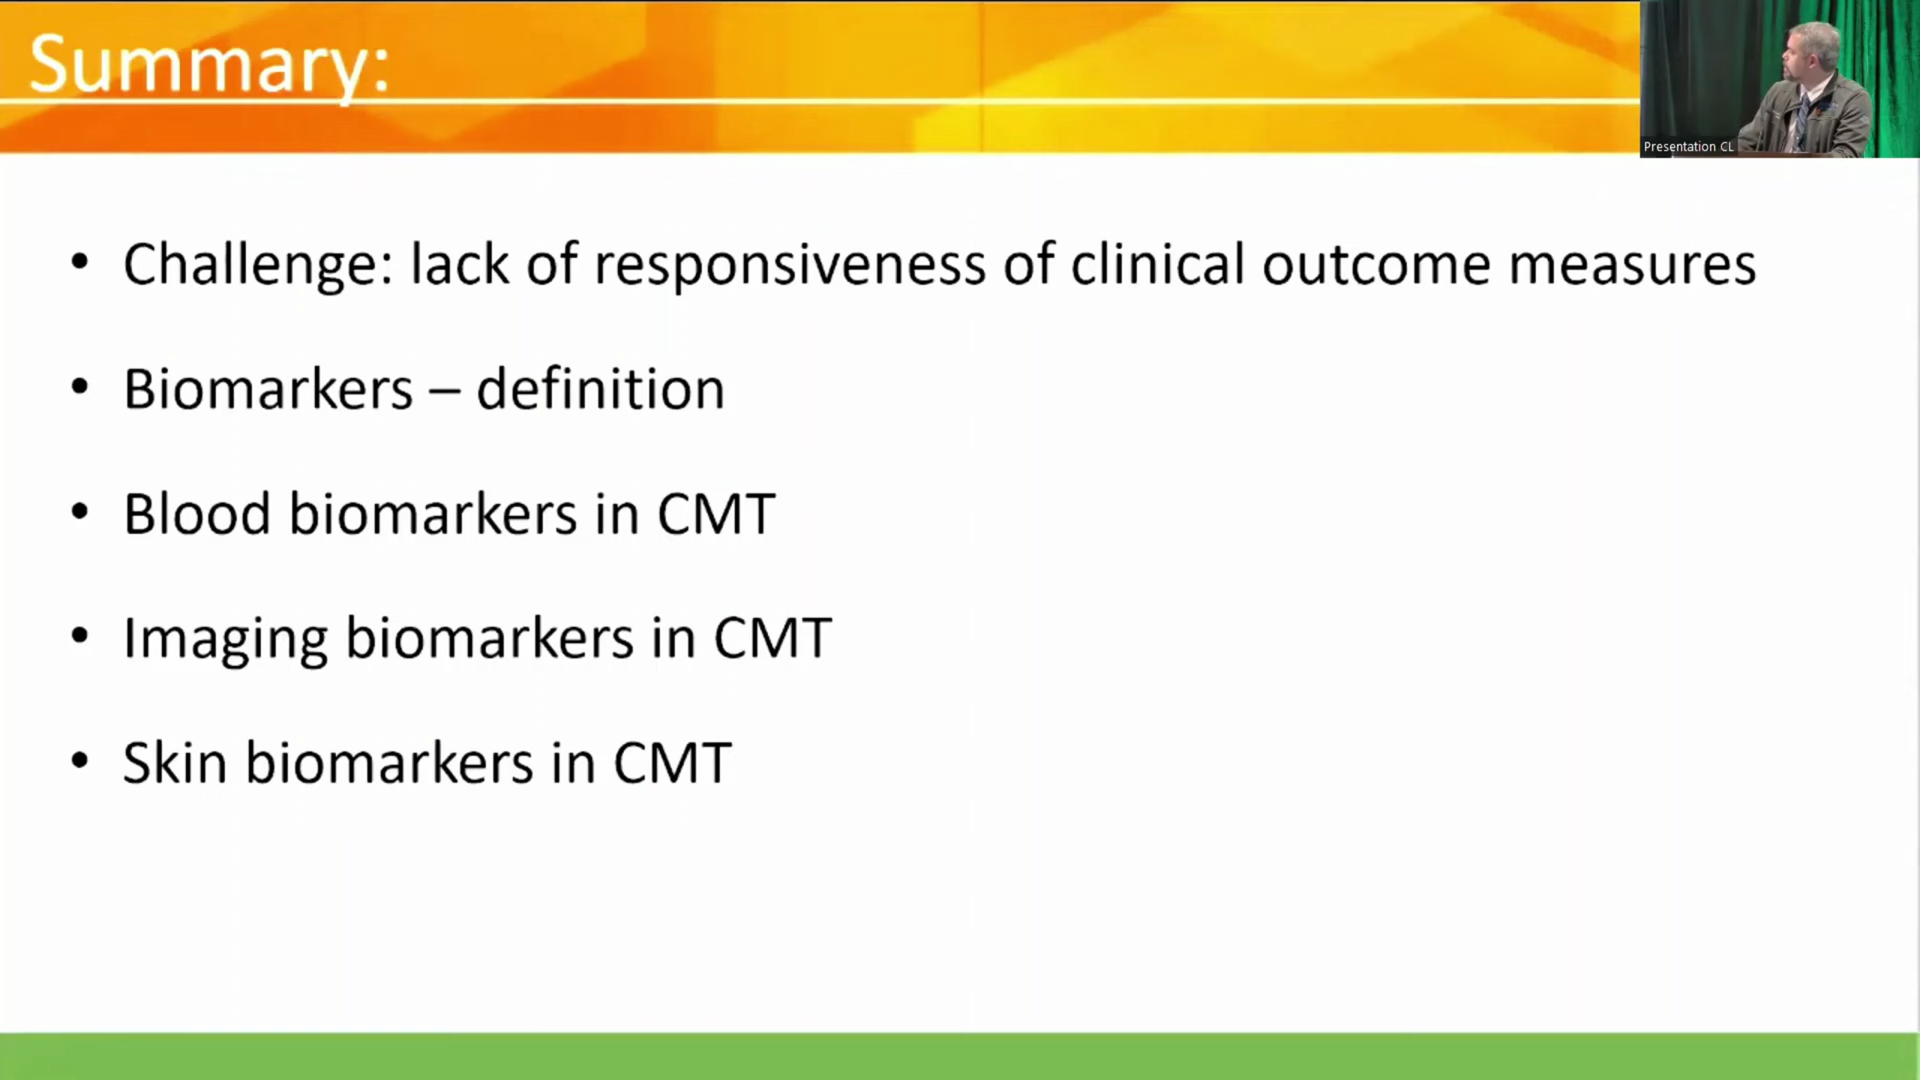 Summary:
Presentation CL
• Challenge: lack of responsiveness of clinical outcome measures
• Biomarkers – definition
• Blood biomarkers in CMT
• Imaging biomarkers in CMT
• Skin biomarkers in CMT